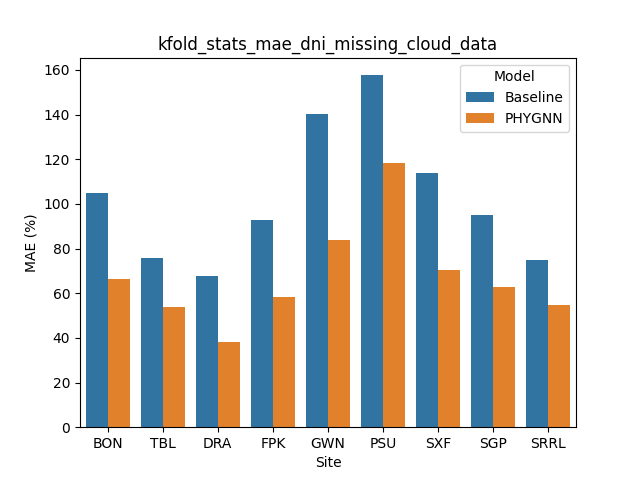 kfold_stats_mae_dni_missing_cloud_data
Model
Baseline
PHYGNN
MAE (%)
160
140
120
100
80
60
40
20
0
BON TBL DRA FPK GWN PSU SXF SGP SRRL
Site